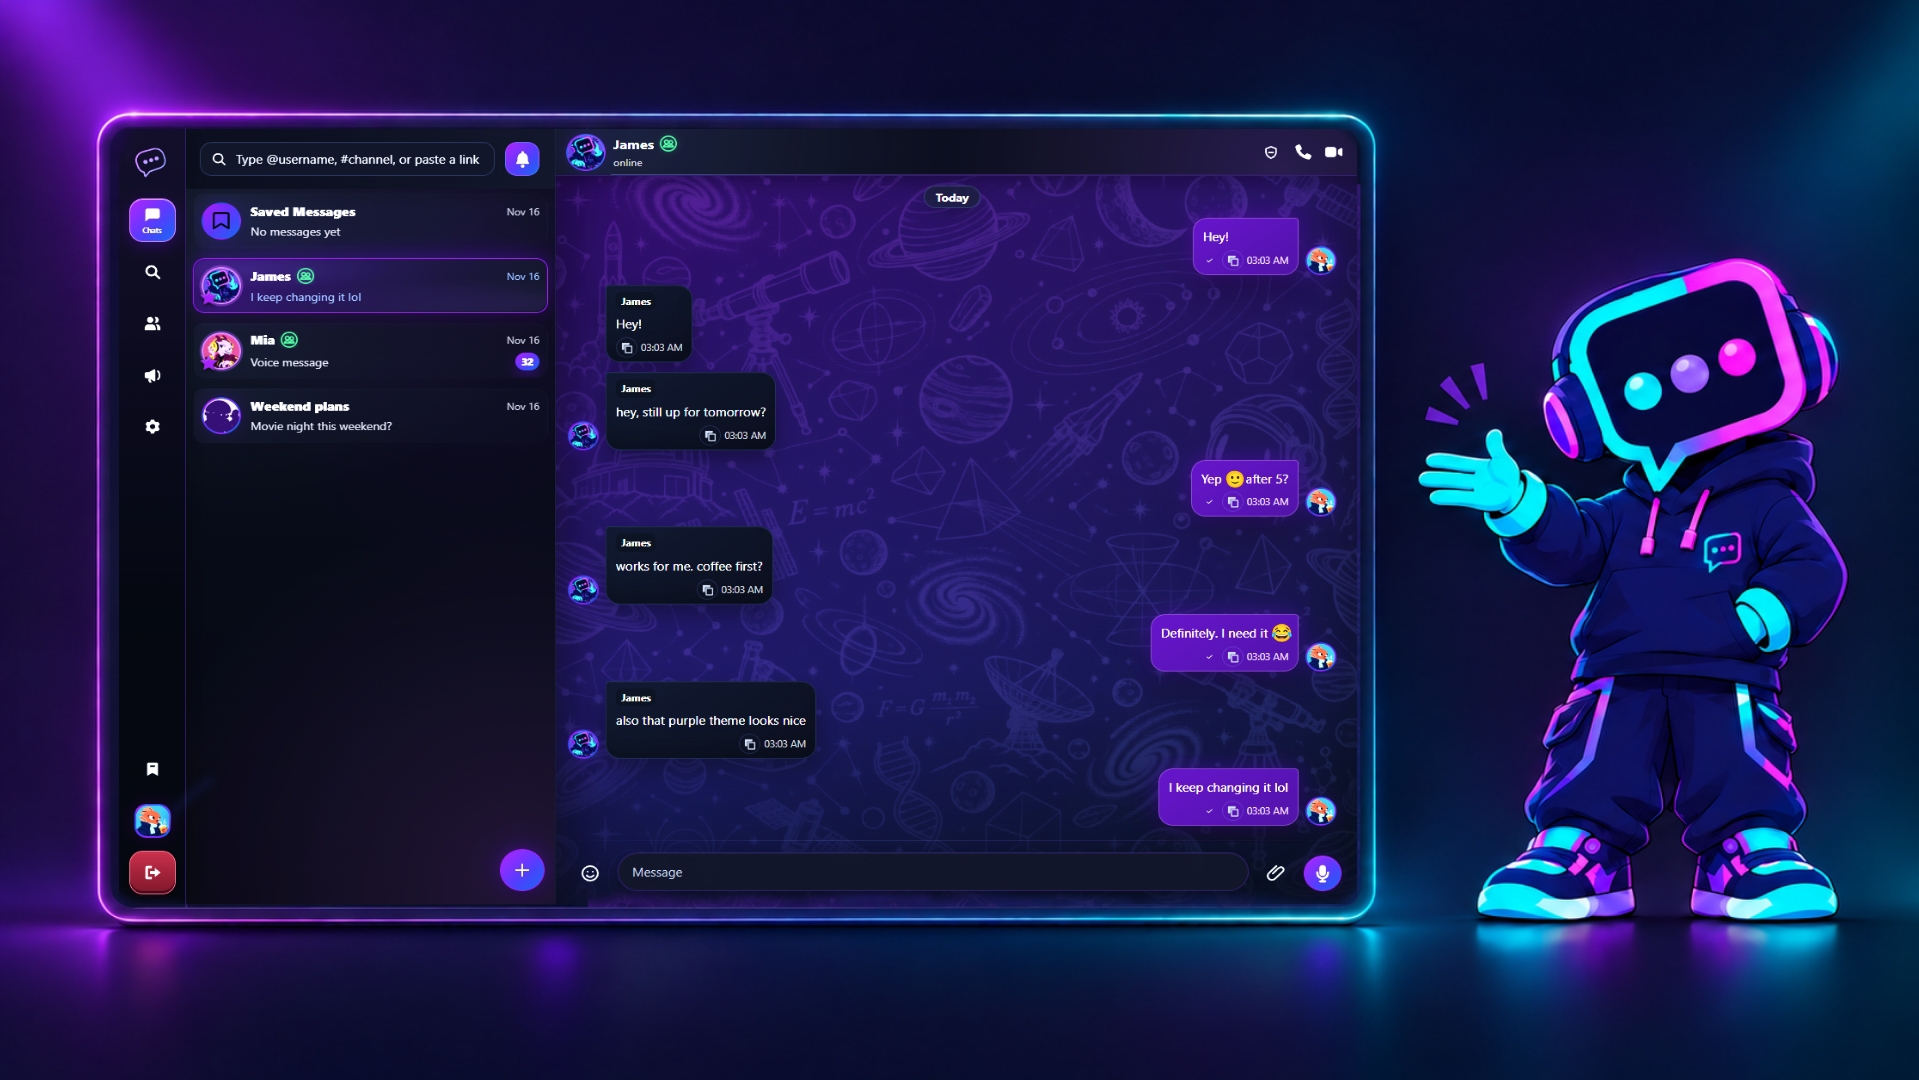 Type @username, #channel, or paste a link
Chats
Saved Messages
Nov 16
No messages yet
James
Nov 16
I keep changing it lol
Mia
Nov 16
Voice message
32
Weekend plans
Nov 16
Movie night this weekend?
James
online
Today
Hey!
03:03 AM
James
Hey!
03:03 AM
James
hey, still up for tomorrow?
03:03 AM
Yep 🙂 after 5?
03:03 AM
E=mc²
James
works for me. coffee first?
03:03 AM
Definitely. I need it 😂
03:03 AM
James
also that purple theme looks nice
03:03 AM
F=G m₁m₂/r²
I keep changing it lol
03:03 AM
Message